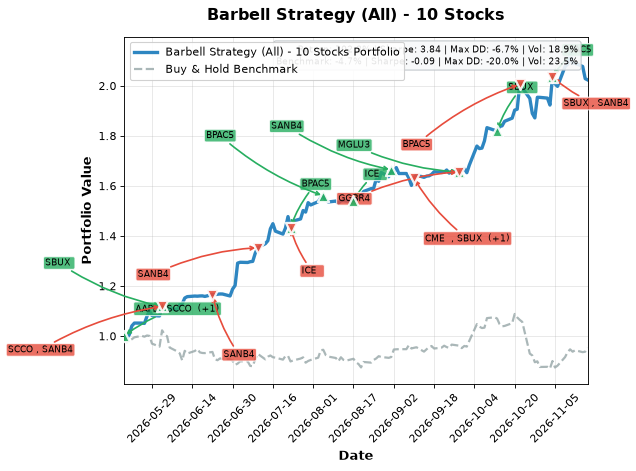 Barbell Strategy (All) - 10 Stocks
Barbell Strategy (All) - 10 Stocks Portfolio
Buy & Hold Benchmark
3.84 | Max DD: -6.7% | Vol: 18.9%
-0.09 | Max DD: -20.0% | Vol: 23.5%
SBUX
SBUX , SANB4
SANB4
BPAC5
MGLU3
BPAC5
ICE
BPAC5
GGBR4
CME , SBUX (+1)
SBUX
SANB4
ICE
SCCO (+1)
SCCO , SANB4
SANB4
Portfolio Value
2.0
1.8
1.6
1.4
1.2
1.0
2026-05-29
2026-06-14
2026-06-30
2026-07-16
2026-08-01
2026-08-17
2026-09-02
2026-09-18
2026-10-04
2026-10-20
2026-11-05
Date